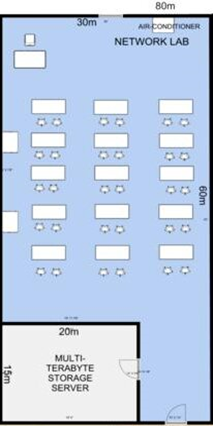 80m
30m
AIR-CONDITIONER
NETWORK LAB
60m
20m
15m
MULTI-
TERABYTE
STORAGE
SERVER